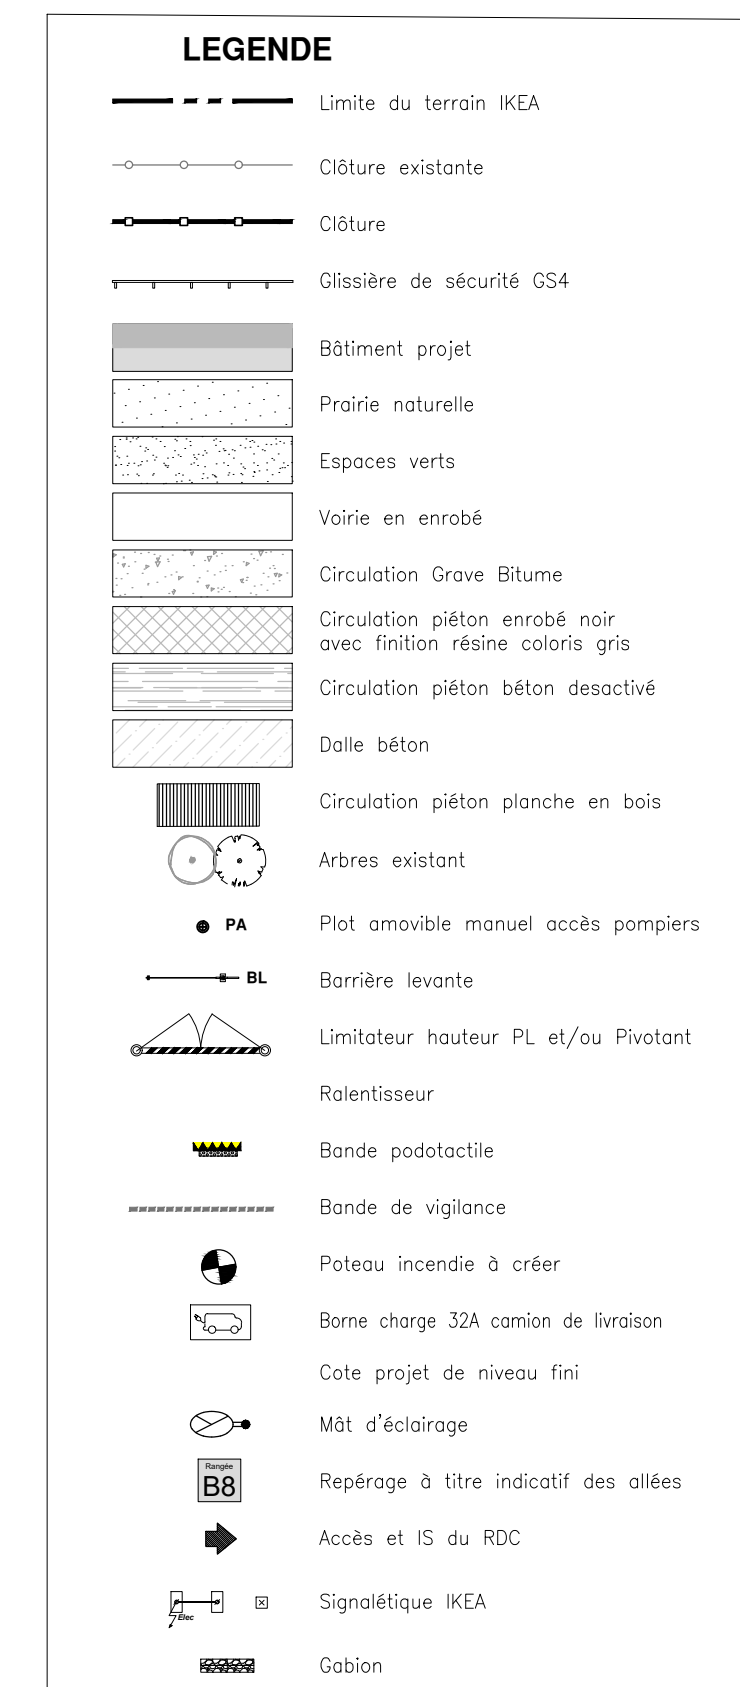 LEGENDE
Limite du terrain IKEA
Clôture existante
Clôture
Glissière de sécurité GS4
Bâtiment projet
Prairie naturelle
Espaces verts
Voirie en enrobé
Circulation Grave Bitume
Circulation piéton enrobé noir
avec finition résine coloris gris
Circulation piéton béton desactivé
Dalle béton
Circulation piéton planche en bois
Arbres existant
PA Plot amovible manuel accès pompiers
BL Barrière levante
Limitateur hauteur PL et/ou Pivotant
Ralentisseur
Bande podotactile
Bande de vigilance
Poteau incendie à créer
Borne charge 32A camion de livraison
Cote projet de niveau fini
Mât d'éclairage
Rangée
B8 Repérage à titre indicatif des allées
Accès et IS du RDC
Signalétique IKEA
Elec
Gabion